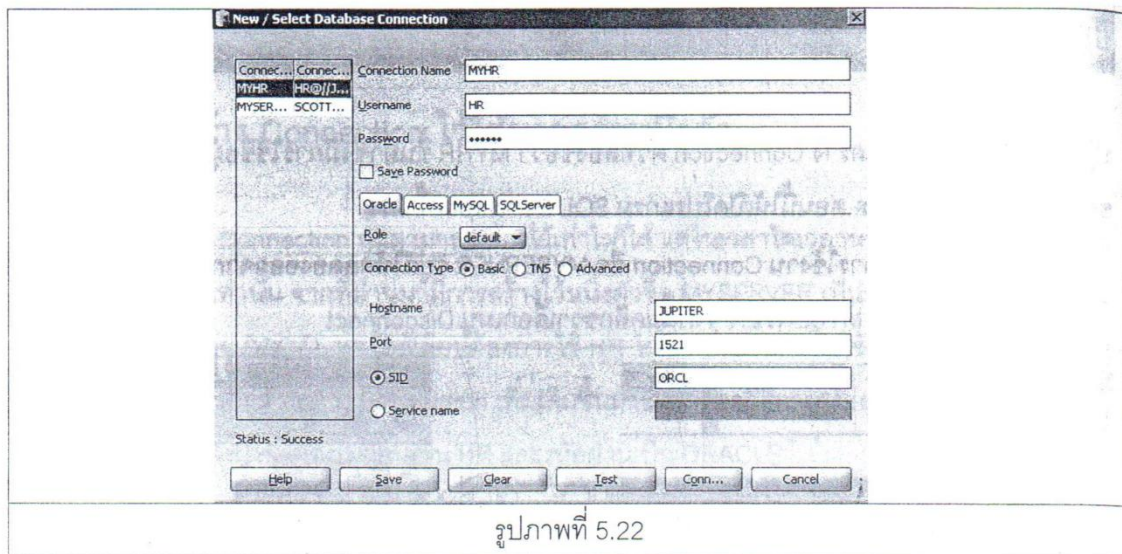 New / Select Database Connection
Connec... Connec...
MYHR HR@//J...
MYSER... SCOTT...
Connection Name MYHR
Username HR
Password ••••••
Save Password
Oracle Access MySQL SQLServer
Role default
Connection Type Basic TNS Advanced
Hostname JUPITER
Port 1521
SID ORCL
Service name
Status : Success
Help Save Clear Test Conn... Cancel
รูปภาพที่ 5.22